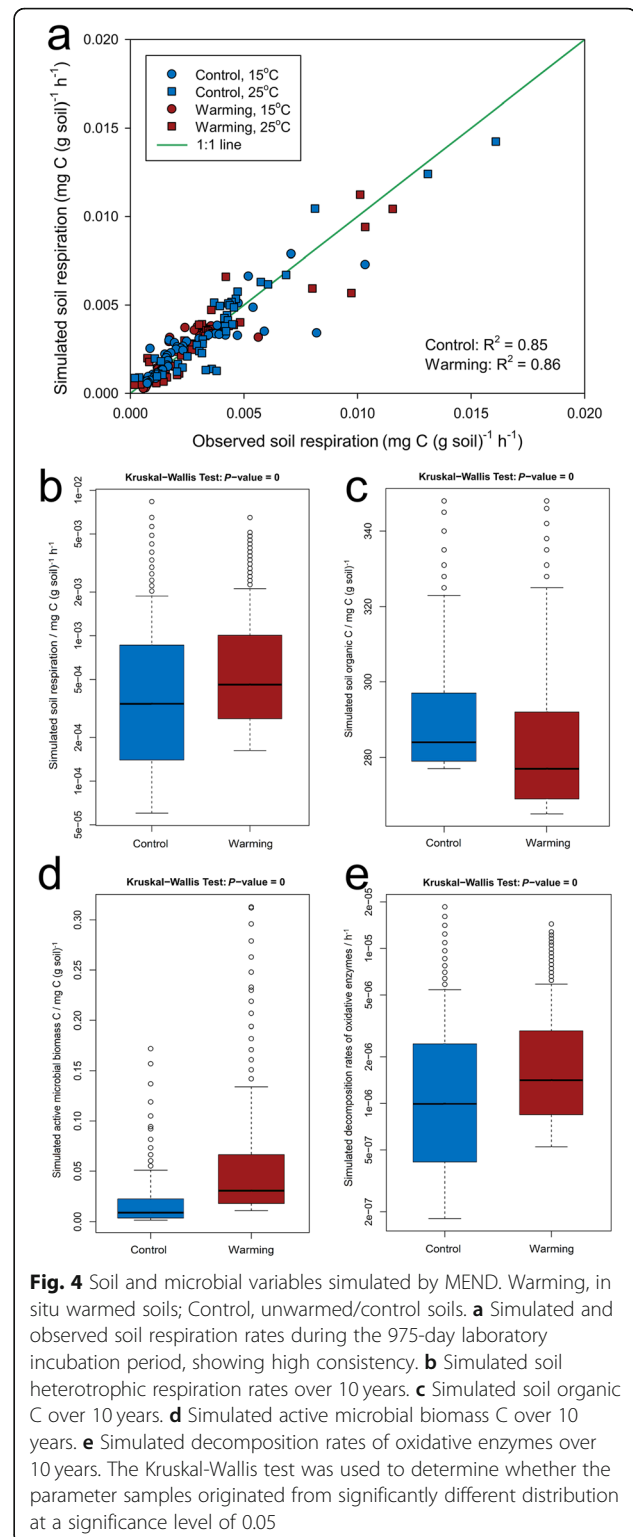 a
0.020
0.015
0.010
0.005
0.000
Simulated soil respiration (mg C (g soil)⁻¹ h⁻¹)
Control, 15°C
Control, 25°C
Warming, 15°C
Warming, 25°C
1:1 line
Control: R² = 0.85
Warming: R² = 0.86
0.000 0.005 0.010 0.015 0.020
Observed soil respiration (mg C (g soil)⁻¹ h⁻¹)
b
Kruskal−Wallis Test: P−value = 0
Simulated soil respiration / mg C (g soil)⁻¹ h⁻¹
1e−02
5e−03
2e−03
1e−03
5e−04
2e−04
1e−04
5e−05
Control Warming
c
Kruskal−Wallis Test: P−value = 0
Simulated soil organic C / mg C (g soil)⁻¹
340
320
300
280
Control Warming
d
Kruskal−Wallis Test: P−value = 0
Simulated active microbial biomass C / mg C (g soil)⁻¹
0.30
0.25
0.20
0.15
0.10
0.05
0.00
Control Warming
e
Kruskal−Wallis Test: P−value = 0
Simulated decomposition rates of oxidative enzymes / h⁻¹
2e−05
1e−05
5e−06
2e−06
1e−06
5e−07
2e−07
Control Warming
Fig. 4 Soil and microbial variables simulated by MEND. Warming, in
situ warmed soils; Control, unwarmed/control soils. a Simulated and
observed soil respiration rates during the 975-day laboratory
incubation period, showing high consistency. b Simulated soil
heterotrophic respiration rates over 10 years. c Simulated soil organic
C over 10 years. d Simulated active microbial biomass C over 10
years. e Simulated decomposition rates of oxidative enzymes over
10 years. The Kruskal-Wallis test was used to determine whether the
parameter samples originated from significantly different distribution
at a significance level of 0.05